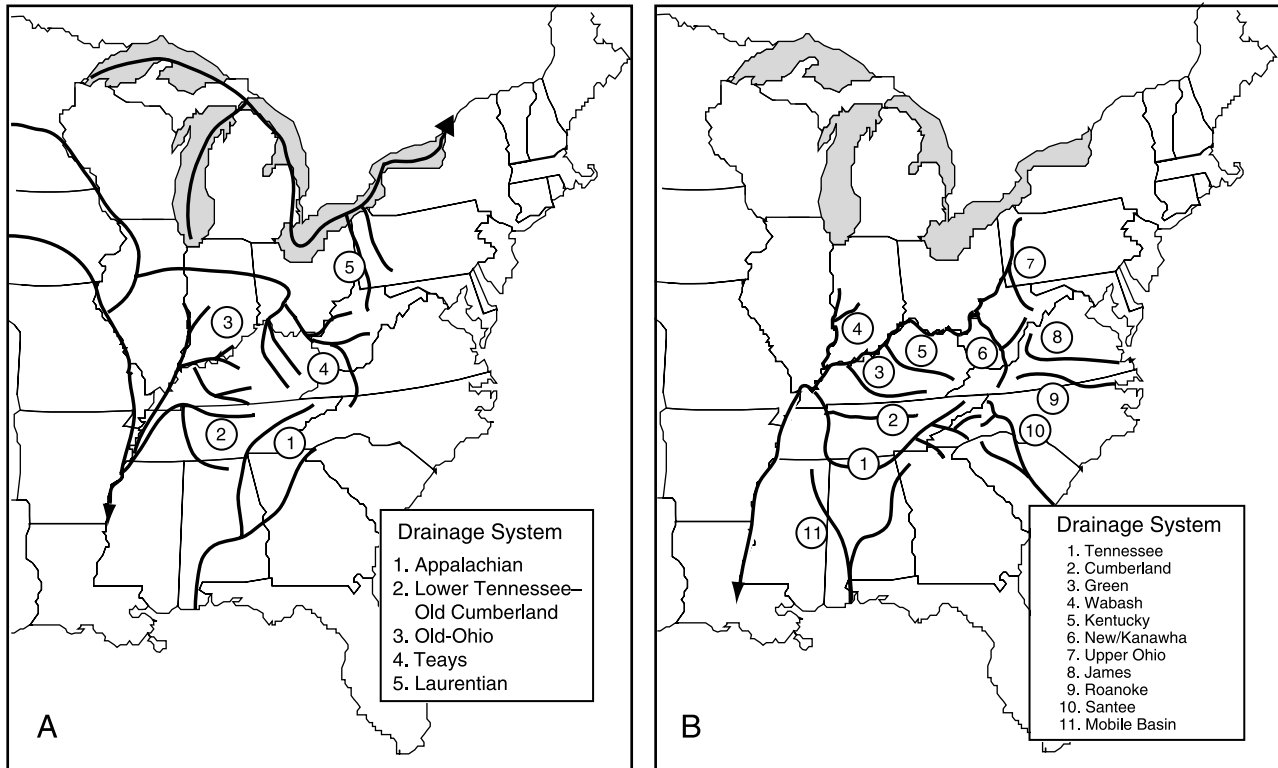 5
3
4
2
1
Drainage System
1. Appalachian
2. Lower Tennessee–
Old Cumberland
3. Old-Ohio
4. Teays
5. Laurentian
A
7
4
5
6
8
3
9
2
10
1
11
Drainage System
1. Tennessee
2. Cumberland
3. Green
4. Wabash
5. Kentucky
6. New/Kanawha
7. Upper Ohio
8. James
9. Roanoke
10. Santee
11. Mobile Basin
B